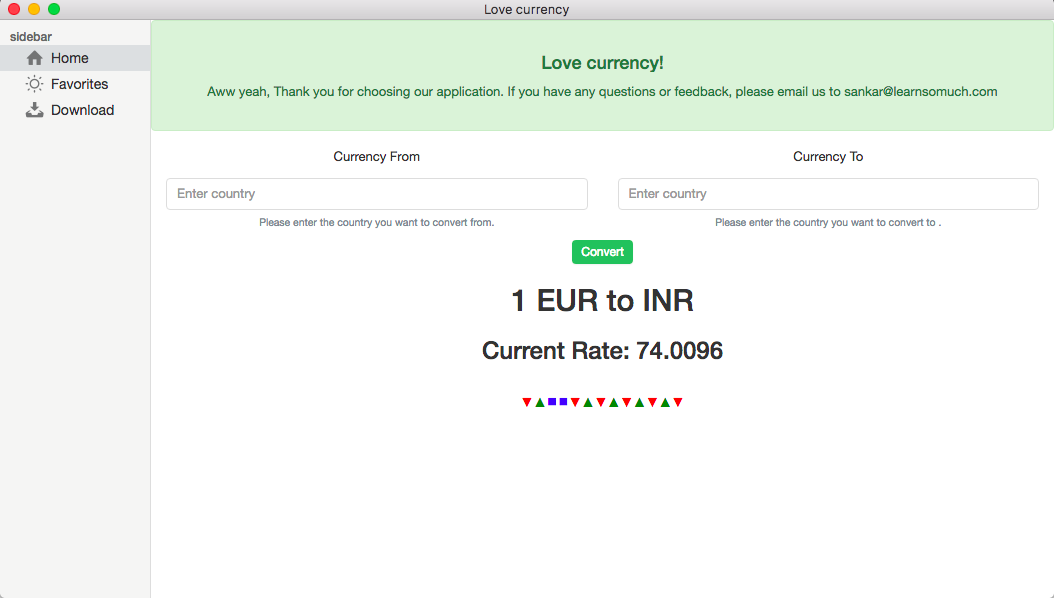 Love currency
sidebar
Home
Favorites
Download
Love currency!
Aww yeah, Thank you for choosing our application. If you have any questions or feedback, please email us to sankar@learnsomuch.com
Currency From
Currency To
Enter country
Enter country
Please enter the country you want to convert from.
Please enter the country you want to convert to .
Convert
1 EUR to INR
Current Rate: 74.0096